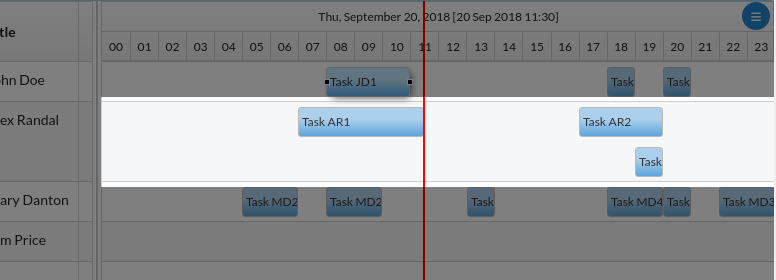 Thu, September 20, 2018 [20 Sep 2018 11:30]
tle
00 01 02 03 04 05 06 07 08 09 10 11 12 13 14 15 16 17 18 19 20 21 22 23
hn Doe Task JD1 Task Task
ex Randal Task AR1 Task AR2
Task
ary Danton Task MD2 Task MD2 Task Task MD4 Task Task MD3
m Price